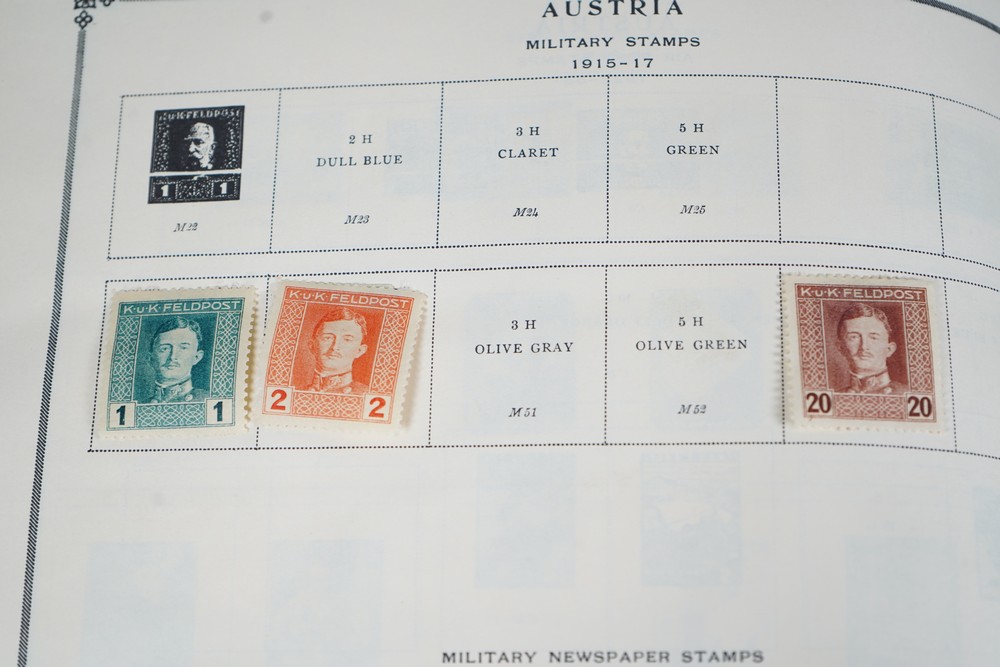 AUSTRIA
MILITARY STAMPS
1915-17
K·u·K·FELDPOST
1 1
M22
2 H
DULL BLUE
M23
3 H
CLARET
M24
5 H
GREEN
M25
K·u·K·FELDPOST
1 1
K·u·K·FELDPOST
2 2
3 H
OLIVE GRAY
M51
5 H
OLIVE GREEN
M52
K·u·K·FELDPOST
20 20
MILITARY NEWSPAPER STAMPS